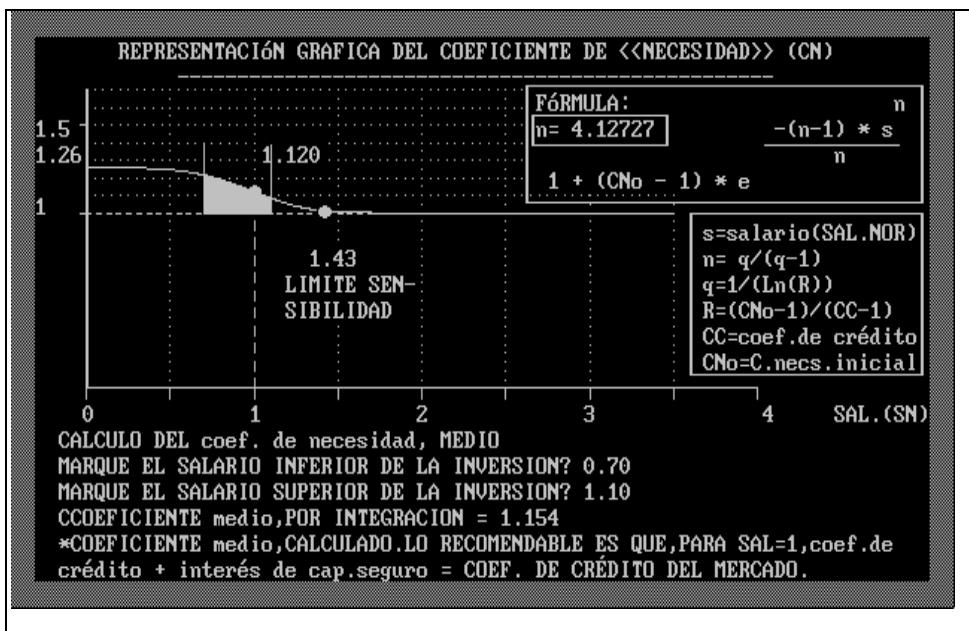 REPRESENTACIóN GRAFICA DEL COEFICIENTE DE <<NECESIDAD>> (CN)
FóRMULA:
n= 4.12727
n
-(n-1) * s
n
1 + (CNo - 1) * e
1.5
1.26
1.120
1
1.43
LIMITE SEN-
SIBILIDAD
s=salario(SAL.NOR)
n= q/(q-1)
q=1/(Ln(R))
R=(CNo-1)/(CC-1)
CC=coef.de crédito
CNo=C.necs.inicial
0 1 2 3 4 SAL.(SN)
CALCULO DEL coef. de necesidad, MEDIO
MARQUE EL SALARIO INFERIOR DE LA INVERSION? 0.70
MARQUE EL SALARIO SUPERIOR DE LA INVERSION? 1.10
CCOEFICIENTE medio,POR INTEGRACION = 1.154
*COEFICIENTE medio,CALCULADO.LO RECOMENDABLE ES QUE,PARA SAL=1,coef.de
crédito + interés de cap.seguro = COEF. DE CRÉDITO DEL MERCADO.